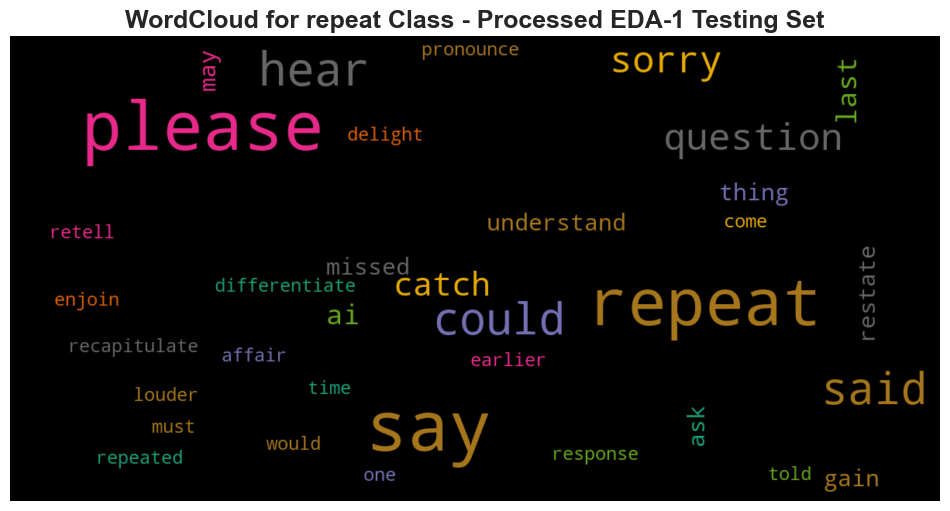 WordCloud for repeat Class - Processed EDA-1 Testing Set
pronounce
may
hear
sorry
last
please
delight
question
thing
retell
understand
come
missed
restate
differentiate
catch
enjoin
ai
could
repeat
recapitulate
affair
earlier
time
said
louder
say
ask
must
would
repeated
response
one
told
gain